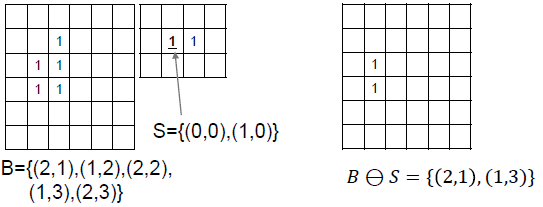 1
1 1
1 1
1 1
1
1
S={(0,0),(1,0)}
B={(2,1),(1,2),(2,2),
(1,3),(2,3)}
B ⊖ S = {(2,1), (1,3)}